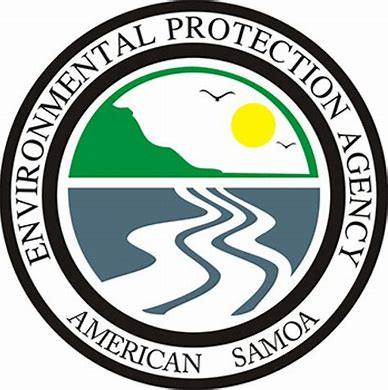 ENVIRONMENTAL PROTECTION AGENCY
AMERICAN SAMOA